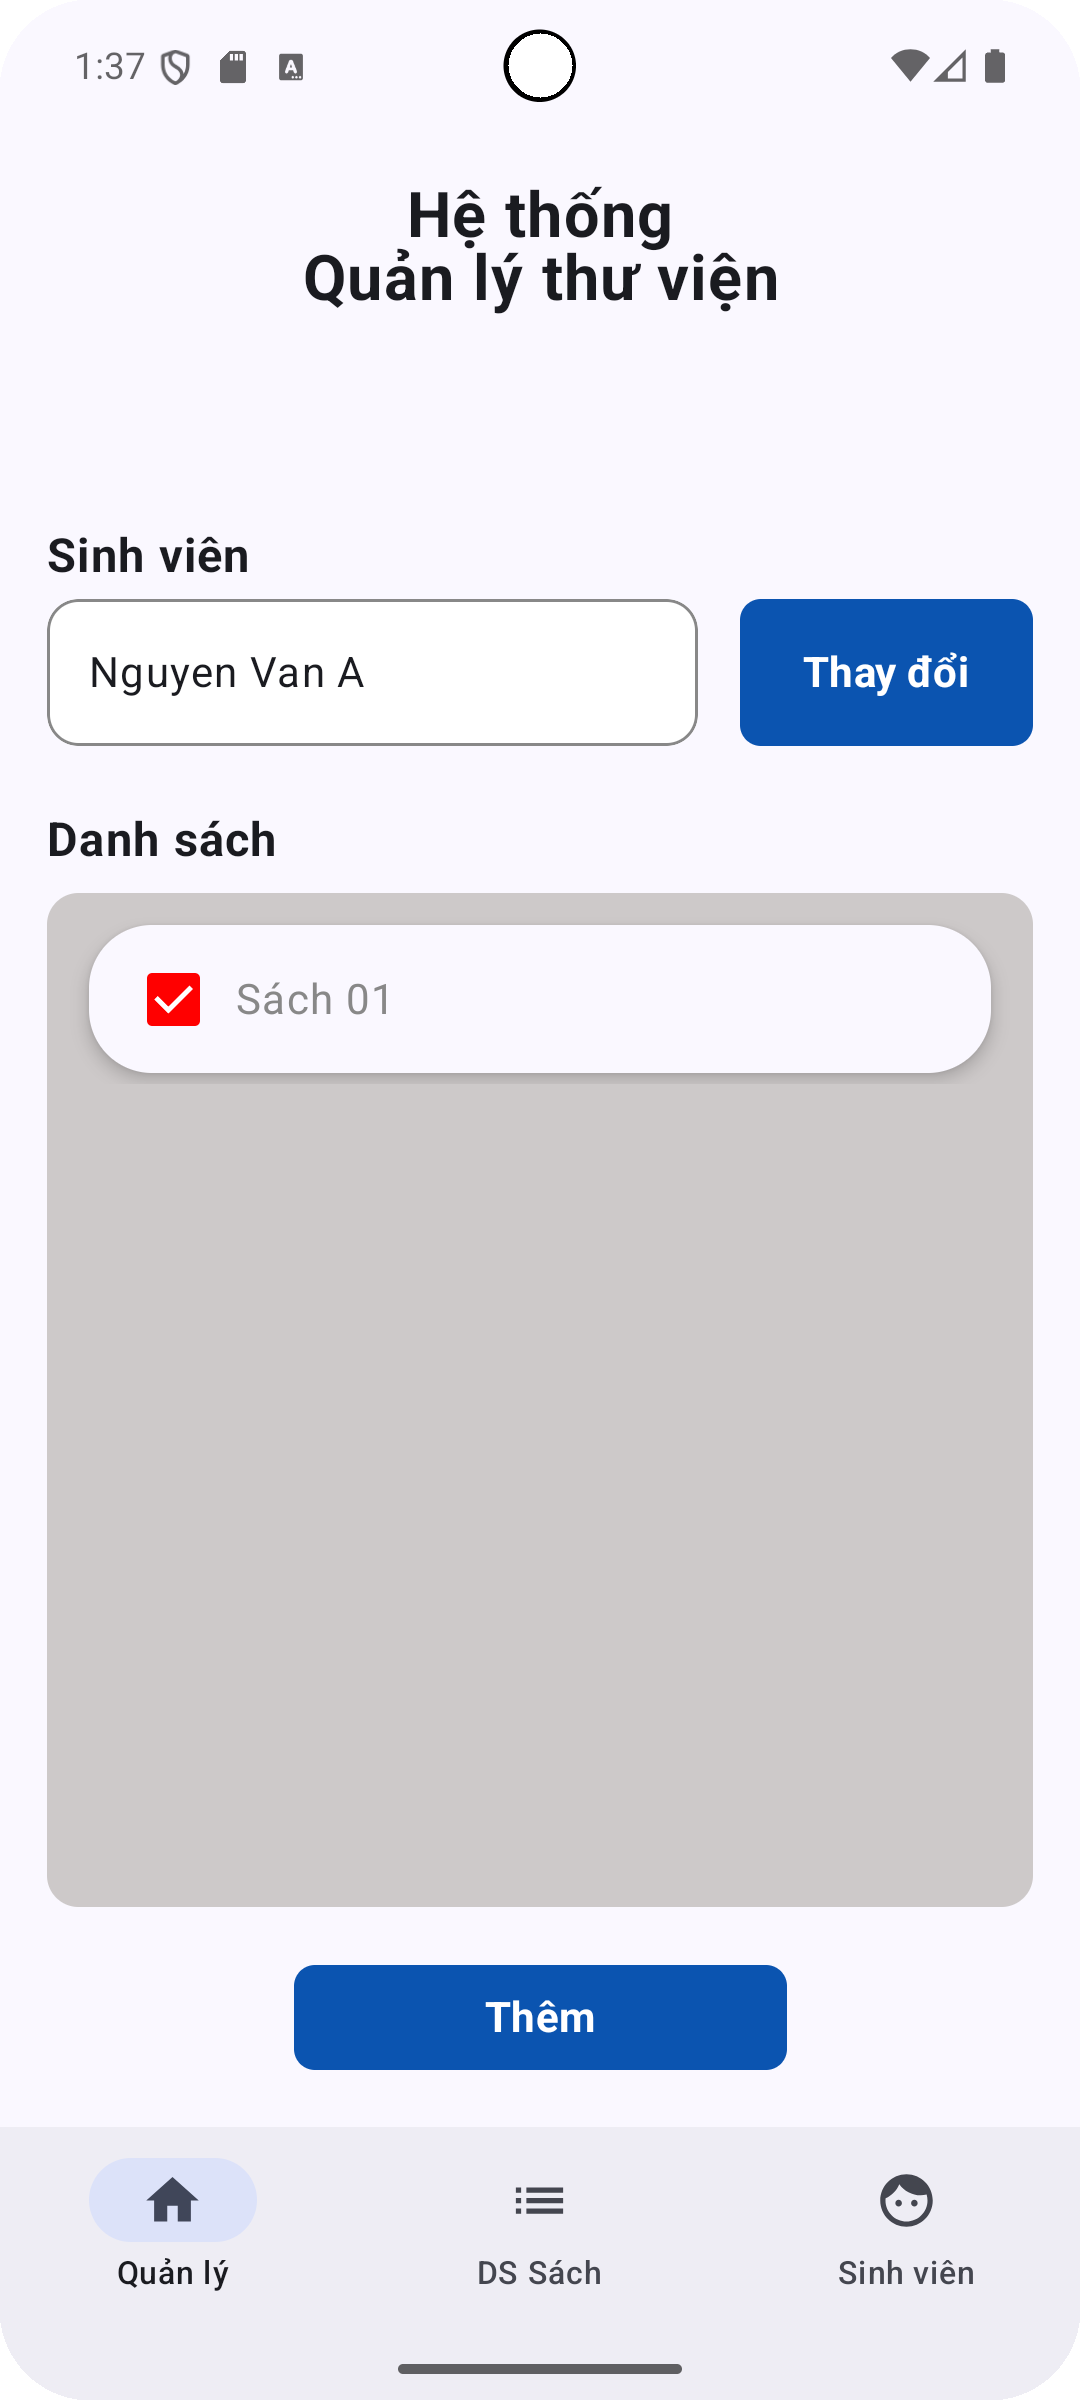 1:37
Hệ thống
Quản lý thư viện
Sinh viên
Nguyen Van A
Thay đổi
Danh sách
Sách 01
Thêm
Quản lý
DS Sách
Sinh viên